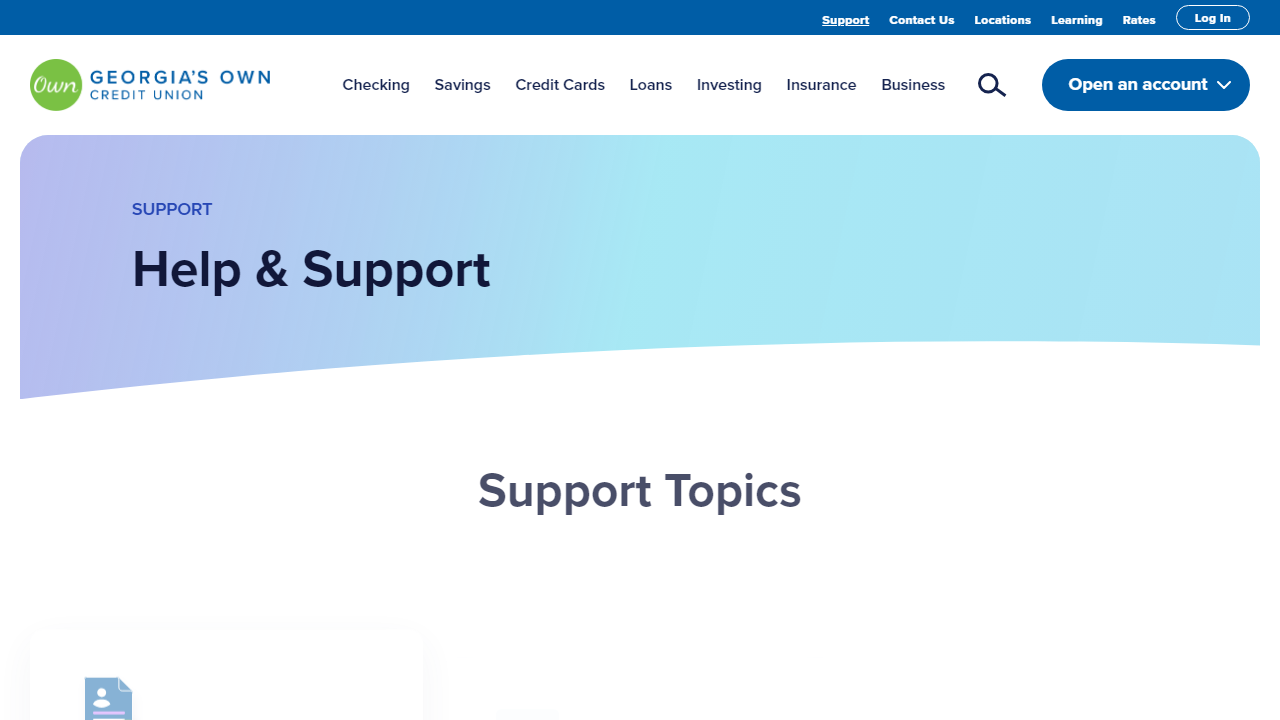 Support Contact Us Locations Learning Rates Log In
Own GEORGIA'S OWN
CREDIT UNION
Checking Savings Credit Cards Loans Investing Insurance Business Open an account
SUPPORT
Help & Support
Support Topics